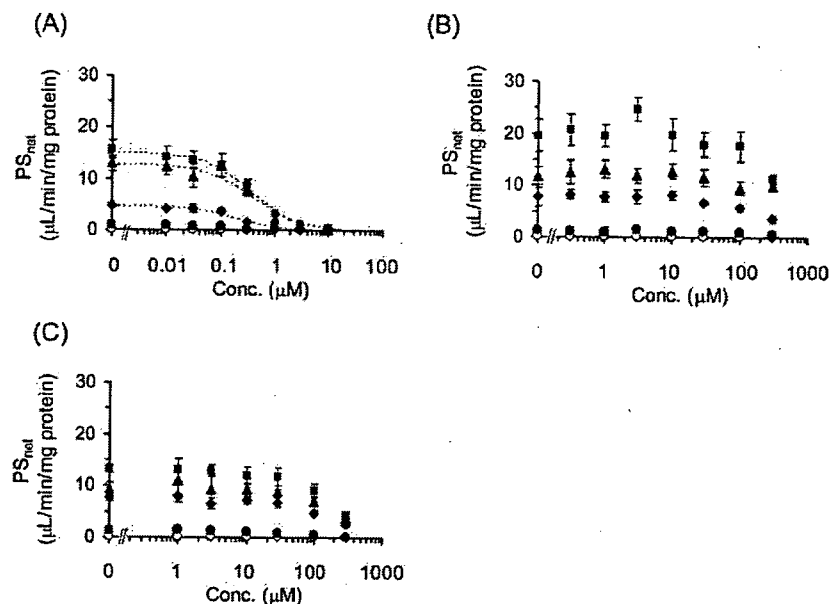 (A)
30
20
10
0
PSnet
(μL/min/mg protein)
0 0.01 0.1 1 10 100
Conc. (μM)
(B)
30
20
10
0
PSnet
(μL/min/mg protein)
0 1 10 100 1000
Conc. (μM)
(C)
30
20
10
0
PSnet
(μL/min/mg protein)
0 1 10 100 1000
Conc. (μM)